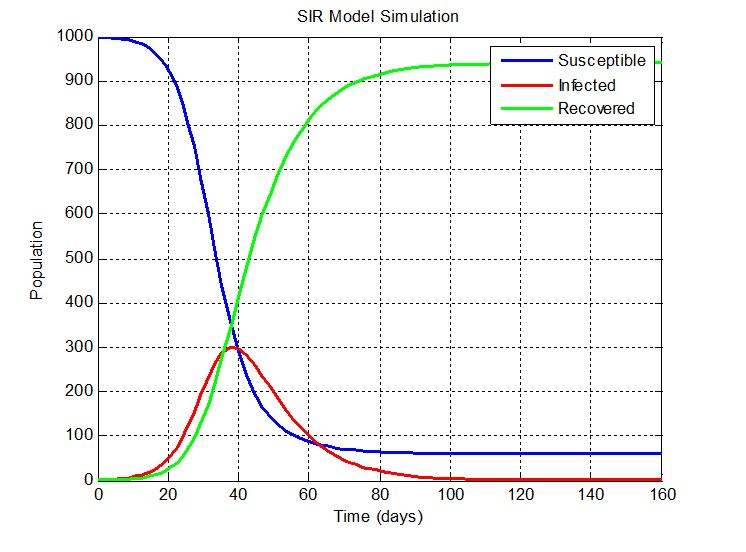 SIR Model Simulation
1000
900
800
700
600
500
400
300
200
100
0
Population
Susceptible
Infected
Recovered
0 20 40 60 80 100 120 140 160
Time (days)